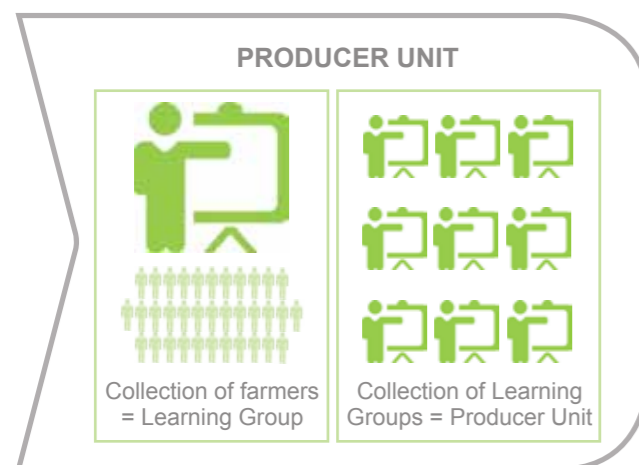 PRODUCER UNIT
Collection of farmers
= Learning Group
Collection of Learning
Groups = Producer Unit